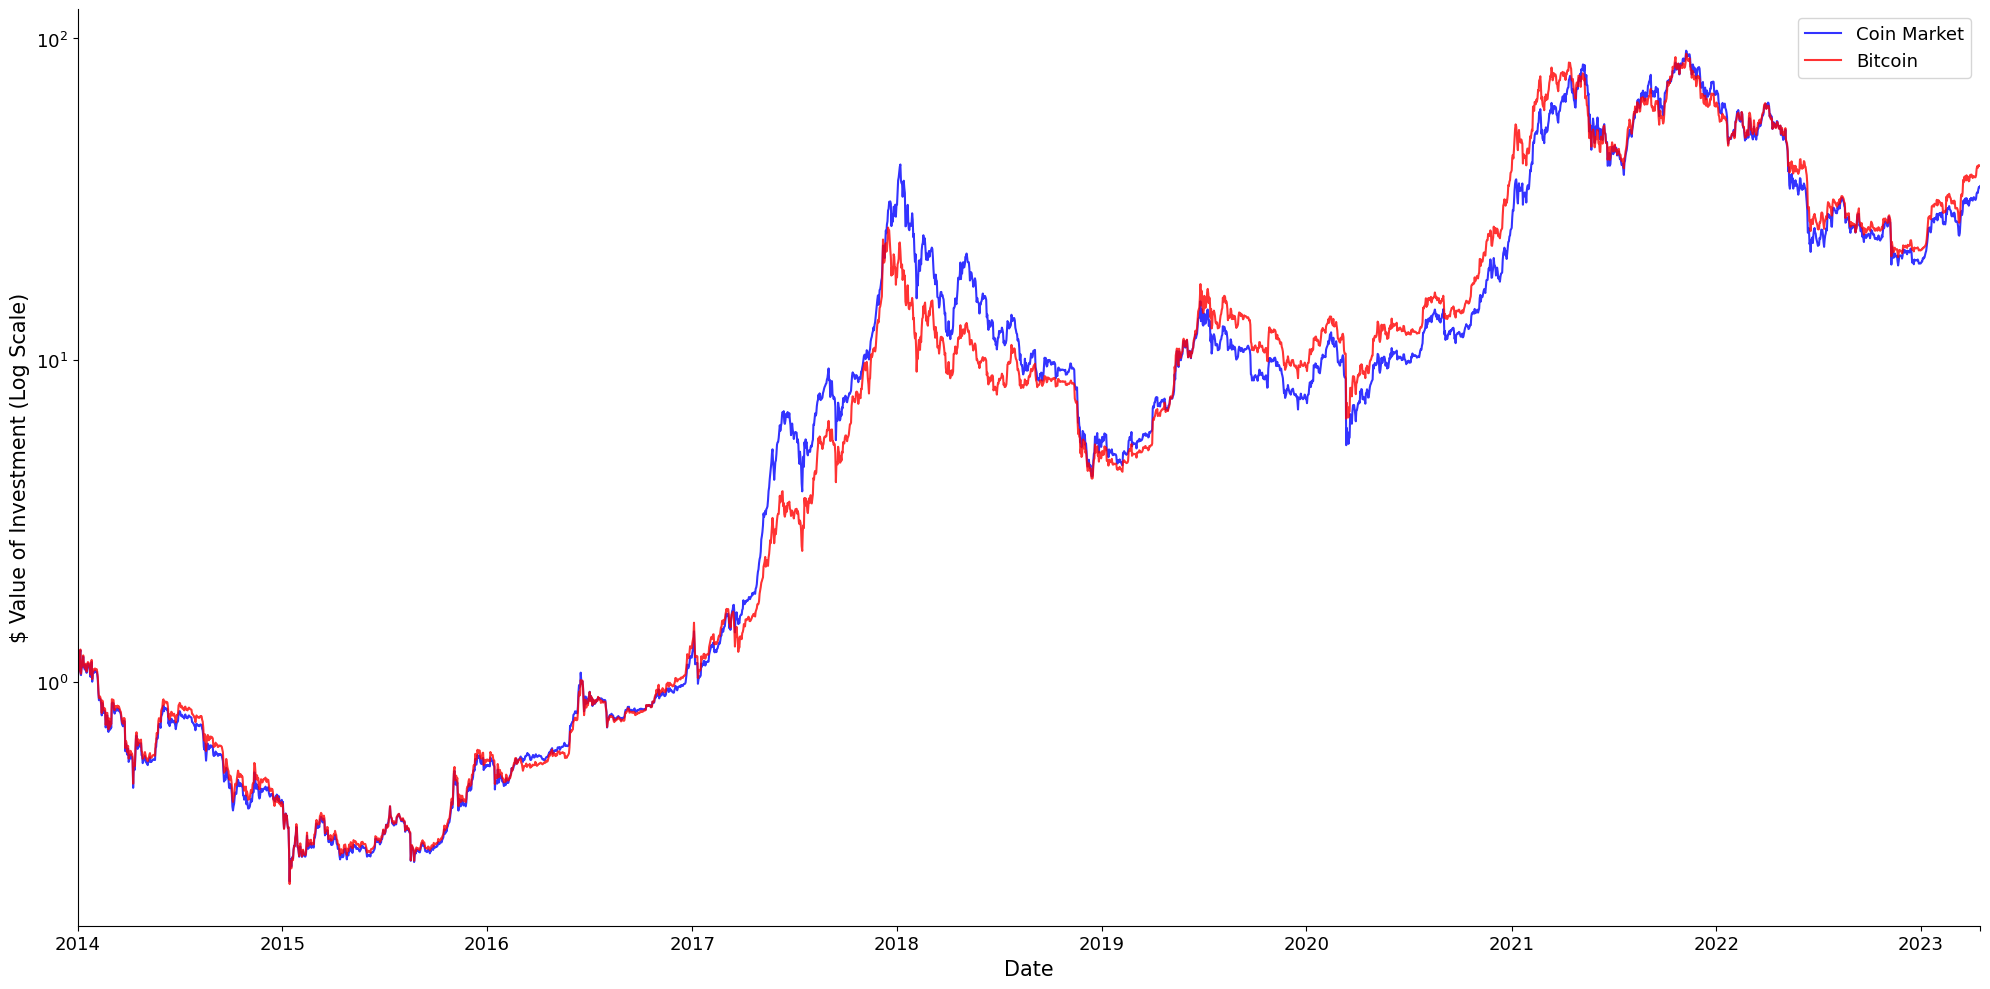 Coin Market
Bitcoin
$ Value of Investment (Log Scale)
10²
10¹
10⁰
2014 2015 2016 2017 2018 2019 2020 2021 2022 2023
Date